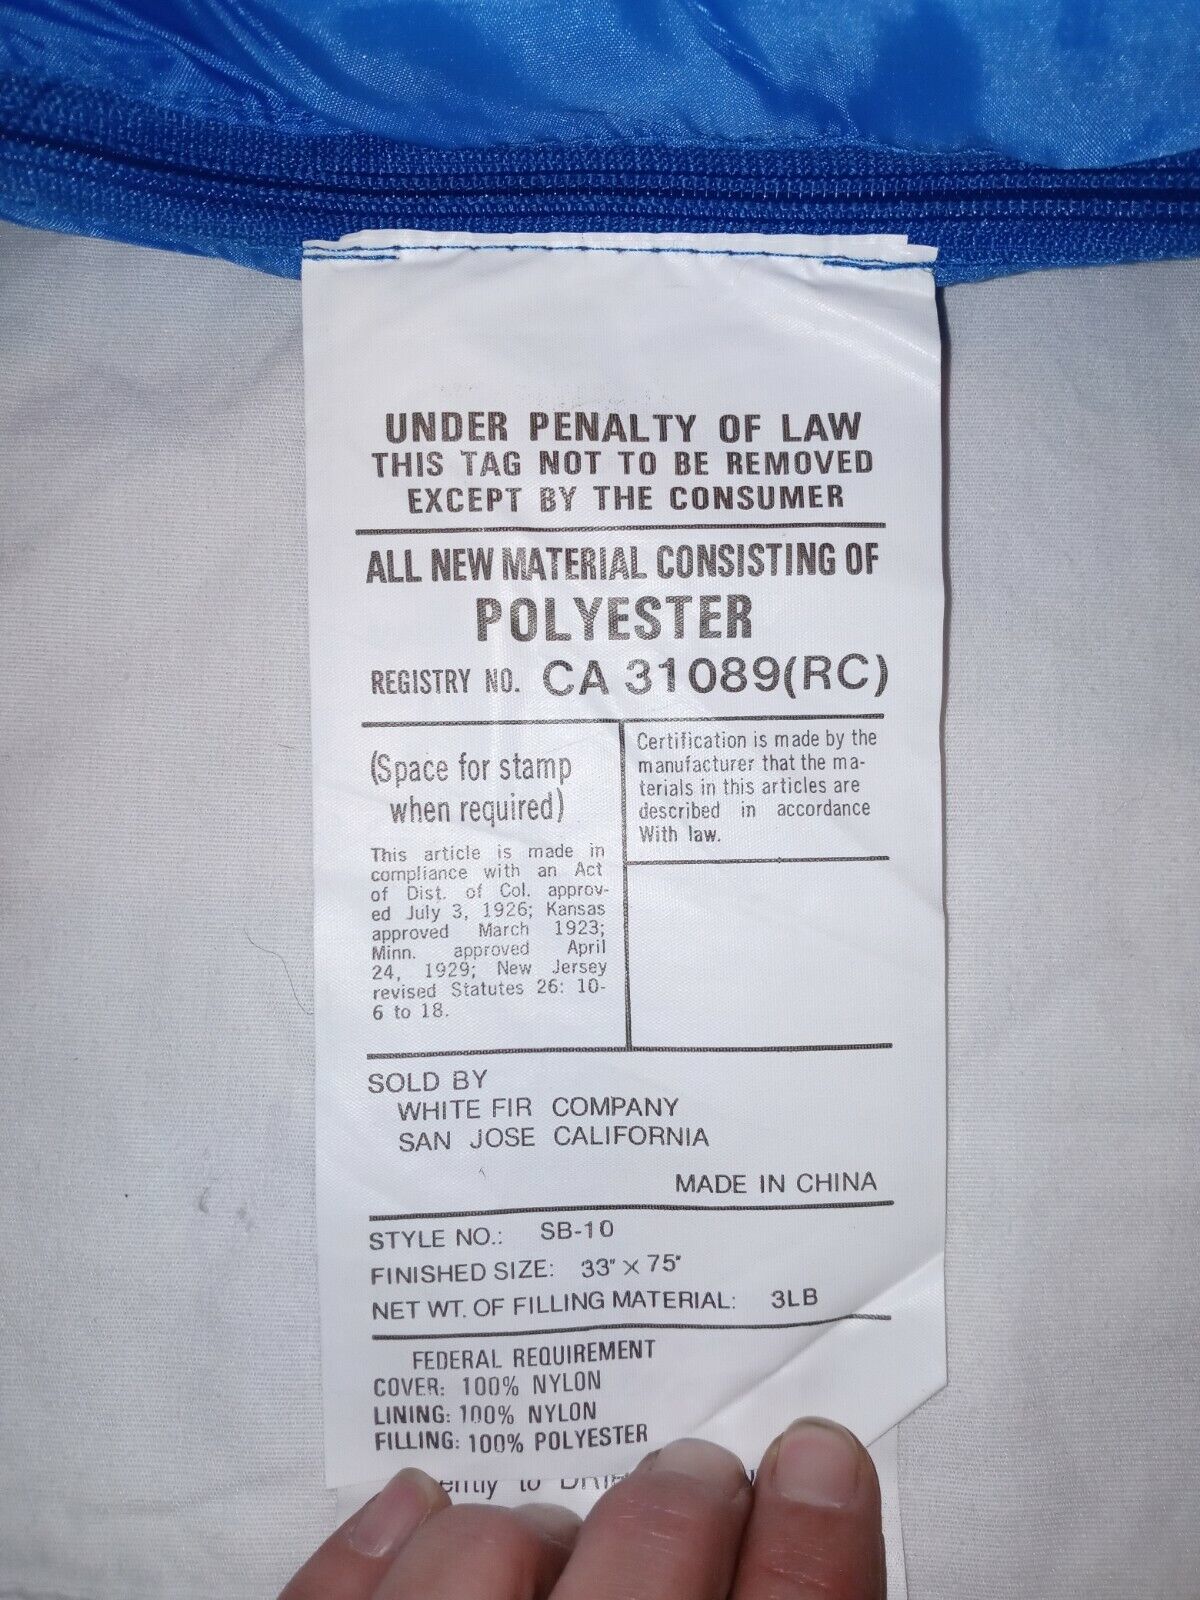 UNDER PENALTY OF LAW
THIS TAG NOT TO BE REMOVED
EXCEPT BY THE CONSUMER
ALL NEW MATERIAL CONSISTING OF
POLYESTER
REGISTRY NO. CA 31089(RC)
(Space for stamp
when required)
This article is made in
compliance with an Act
of Dist. of Col. approv-
ed July 3, 1926; Kansas
approved March 1923;
Minn. approved April
24, 1929; New Jersey
revised Statutes 26: 10-
6 to 18.
Certification is made by the
manufacturer that the ma-
terials in this articles are
described in accordance
With law.
SOLD BY
WHITE FIR COMPANY
SAN JOSE CALIFORNIA
MADE IN CHINA
STYLE NO.: SB-10
FINISHED SIZE: 33" X 75"
NET WT. OF FILLING MATERIAL: 3LB
FEDERAL REQUIREMENT
COVER: 100% NYLON
LINING: 100% NYLON
FILLING: 100% POLYESTER
to